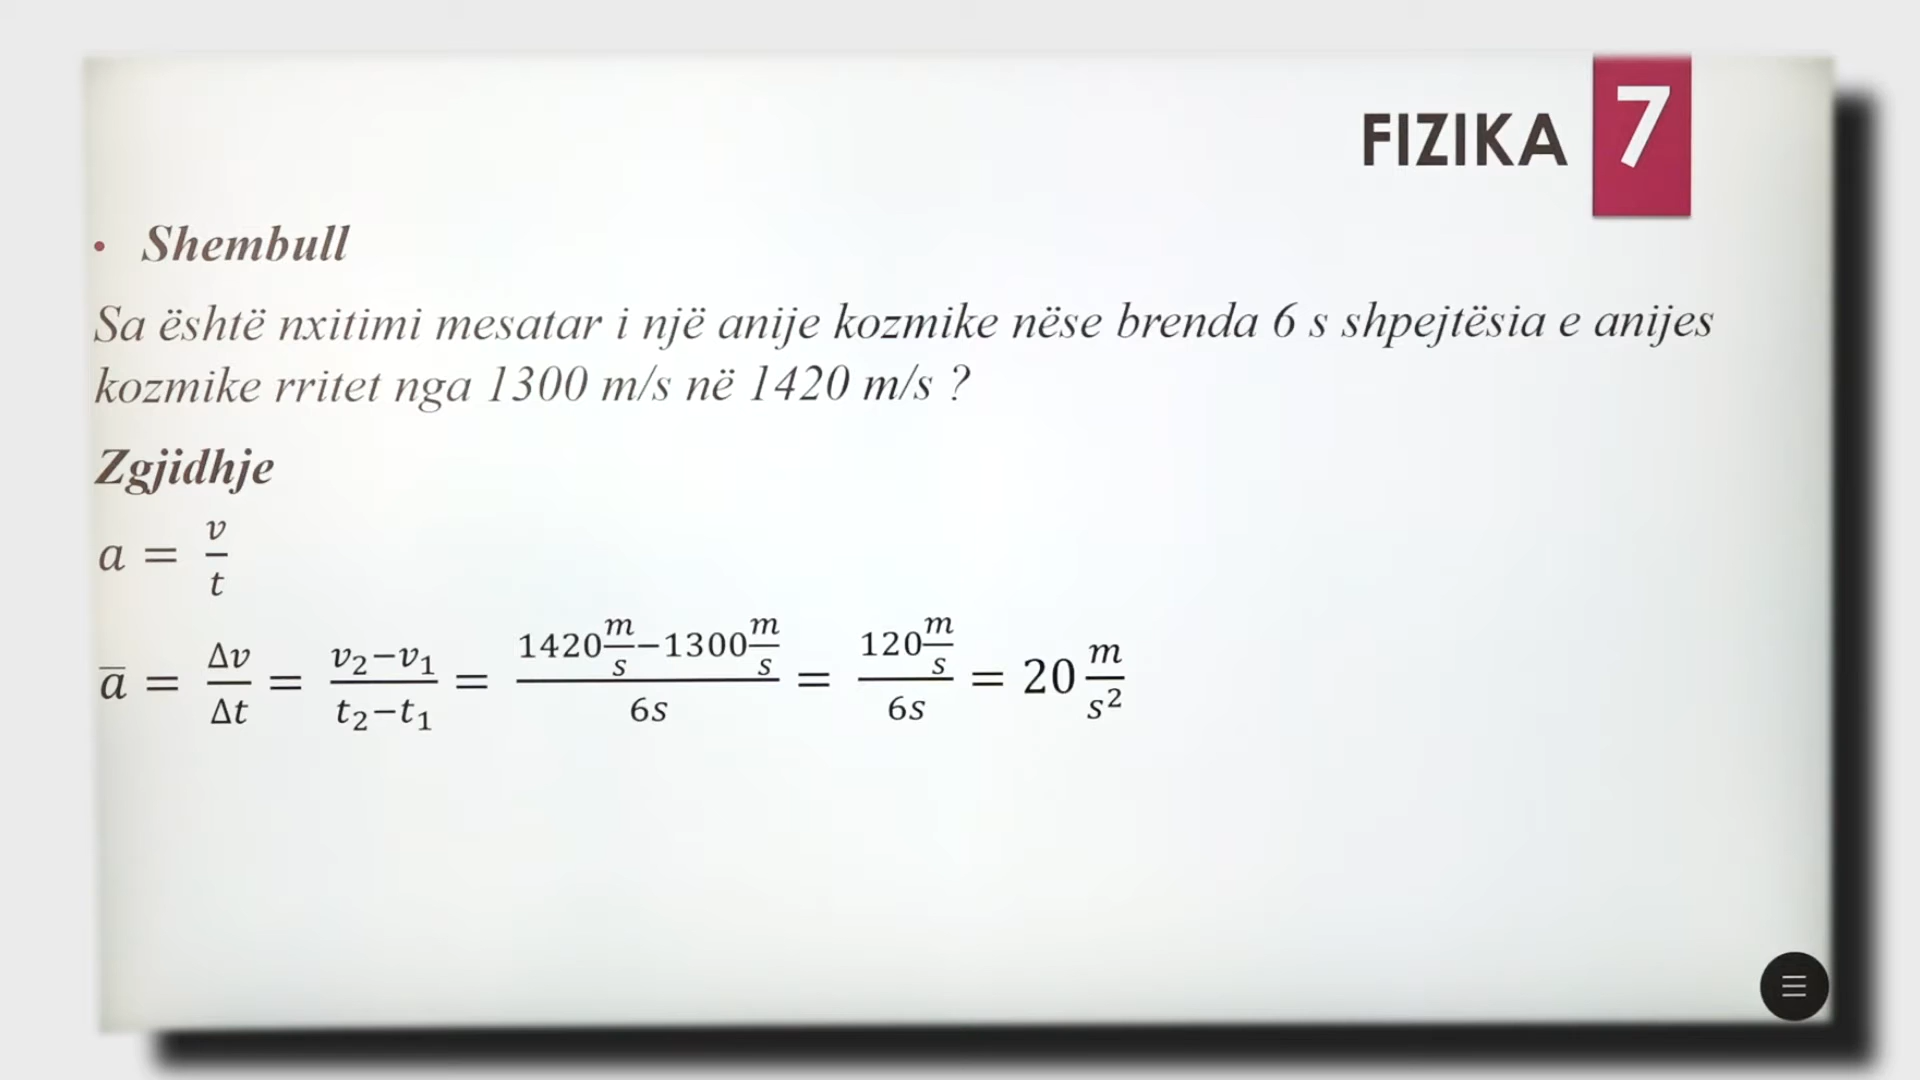 FIZIKA 7
• Shembull
Sa është nxitimi mesatar i një anije kozmike nëse brenda 6 s shpejtësia e anijes
kozmike rritet nga 1300 m/s në 1420 m/s ?
Zgjidhje
a = v/t
a̅ = Δv/Δt = (v₂−v₁)/(t₂−t₁) = (1420 m/s − 1300 m/s)/6s = (120 m/s)/6s = 20 m/s²